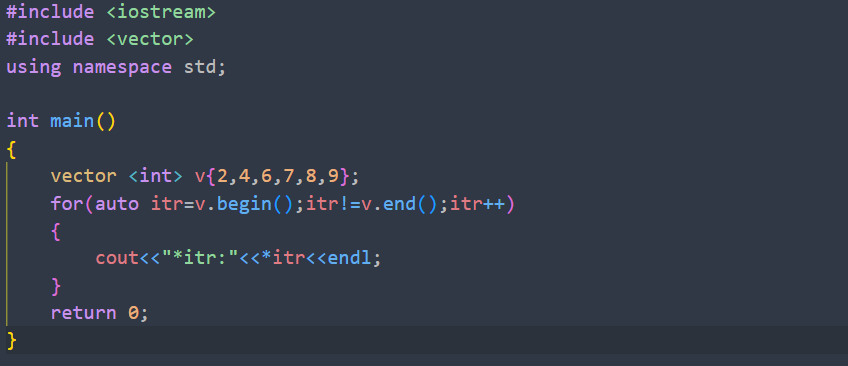 #include <iostream>
#include <vector>
using namespace std;
int main()
{
vector <int> v{2,4,6,7,8,9};
for(auto itr=v.begin();itr!=v.end();itr++)
{
cout<<"*itr:"<<*itr<<endl;
}
return 0;
}